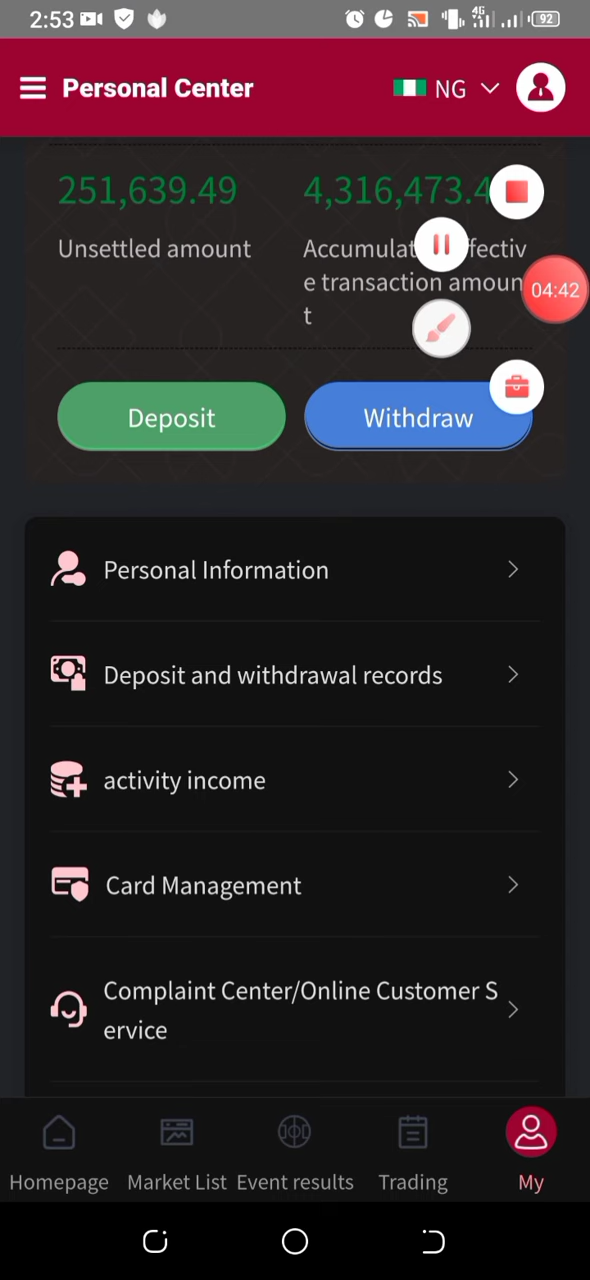 2:53 4G 92
Personal Center NG
251,639.49 4,316,473.4
Unsettled amount
Accumulat fectiv
e transaction amoun
t
04:42
Deposit Withdraw
Personal Information
Deposit and withdrawal records
activity income
Card Management
Complaint Center/Online Customer S
ervice
Homepage Market List Event results Trading My